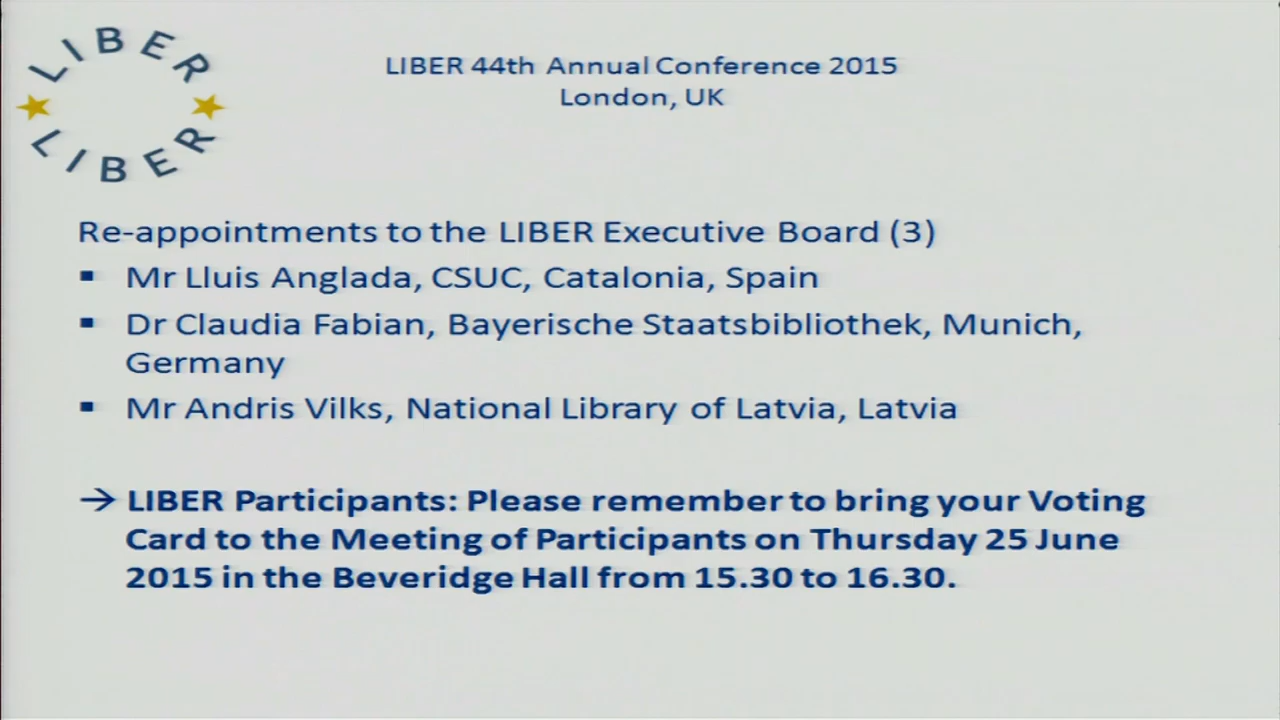 LIBER
LIBER
LIBER 44th Annual Conference 2015
London, UK
Re-appointments to the LIBER Executive Board (3)
▪ Mr Lluis Anglada, CSUC, Catalonia, Spain
▪ Dr Claudia Fabian, Bayerische Staatsbibliothek, Munich,
Germany
▪ Mr Andris Vilks, National Library of Latvia, Latvia
→ LIBER Participants: Please remember to bring your Voting
Card to the Meeting of Participants on Thursday 25 June
2015 in the Beveridge Hall from 15.30 to 16.30.